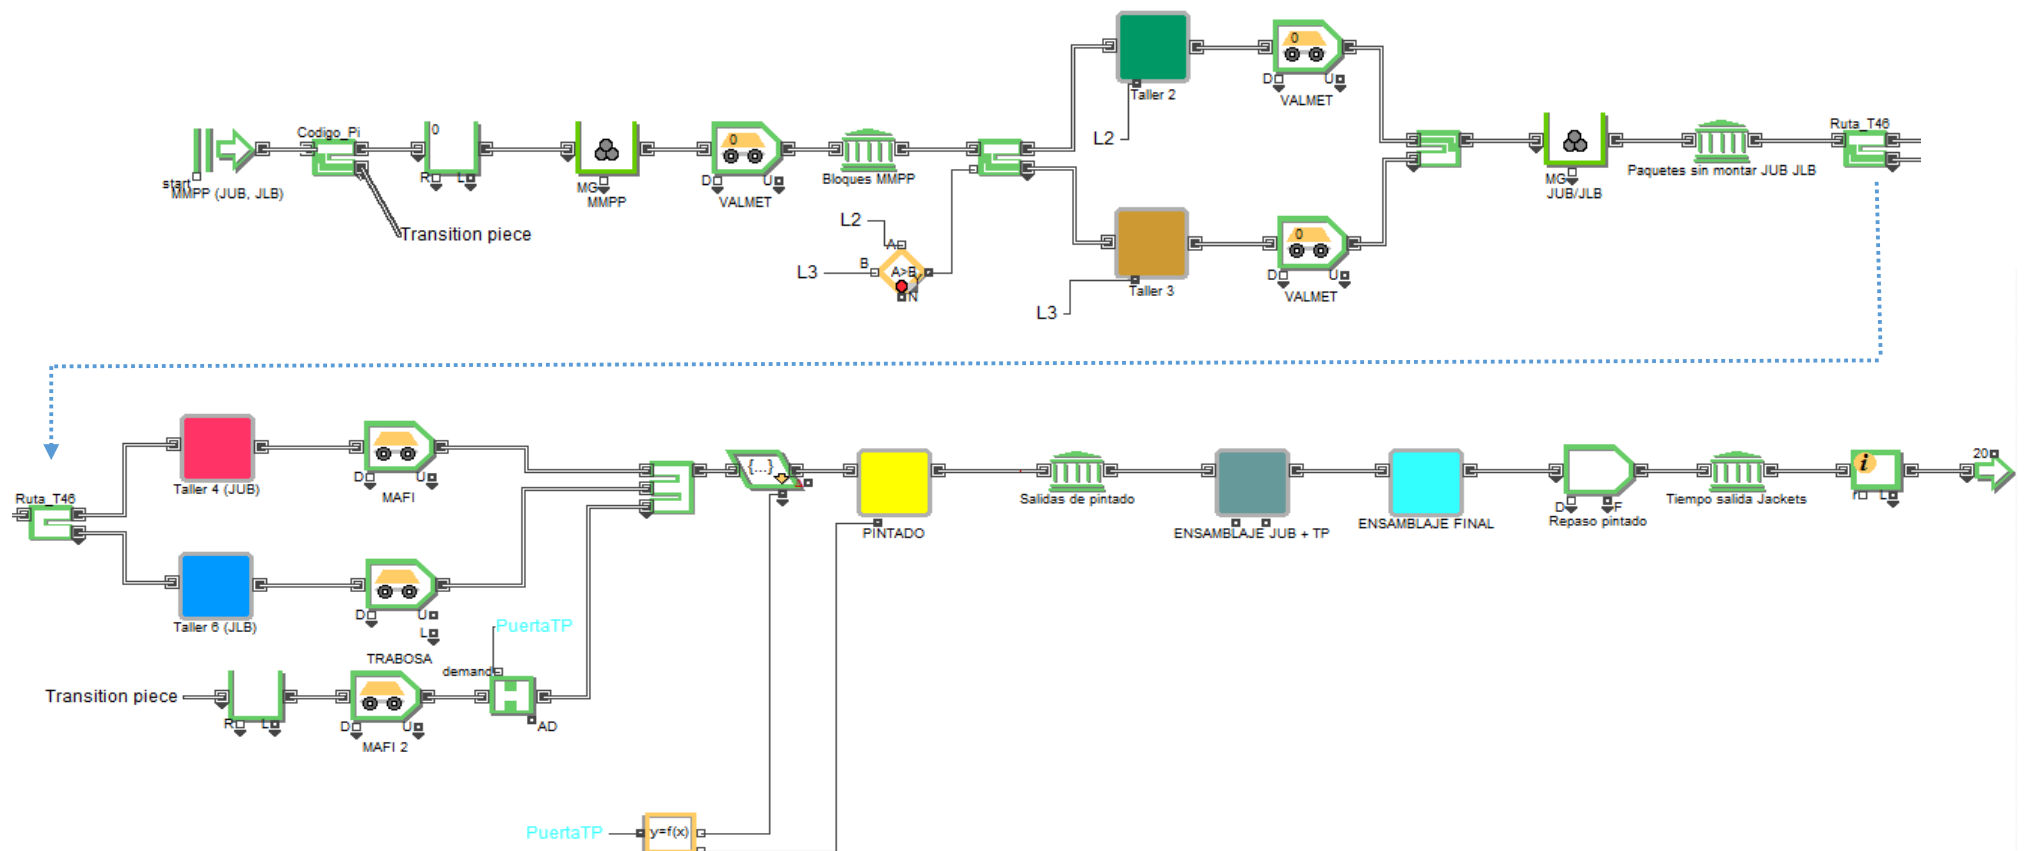 Taller 2
D
U
VALMET
L2
start
MMPP (JUB, JLB)
Codigo_Pi
0
R
L
MG
MMPP
0
D
U
VALMET
Bloques MMPP
Transition piece
L2
A
B
L3
A>B
Y
N
Taller 3
L3
0
D
U
VALMET
0
MG
JUB/JLB
Paquetes sin montar JUB JLB
Ruta_T46
Ruta_T46
Taller 4 (JUB)
D
U
MAFI
Taller 6 (JLB)
D
U
L
TRABOSA
PuertaTP
demand
Transition piece
R
L
D
U
MAFI 2
AD
{...}
PINTADO
Salidas de pintado
ENSAMBLAJE JUB + TP
ENSAMBLAJE FINAL
D
F
Repaso pintado
Tiempo salida Jackets
i
r
L
20
PuertaTP
y=f(x)